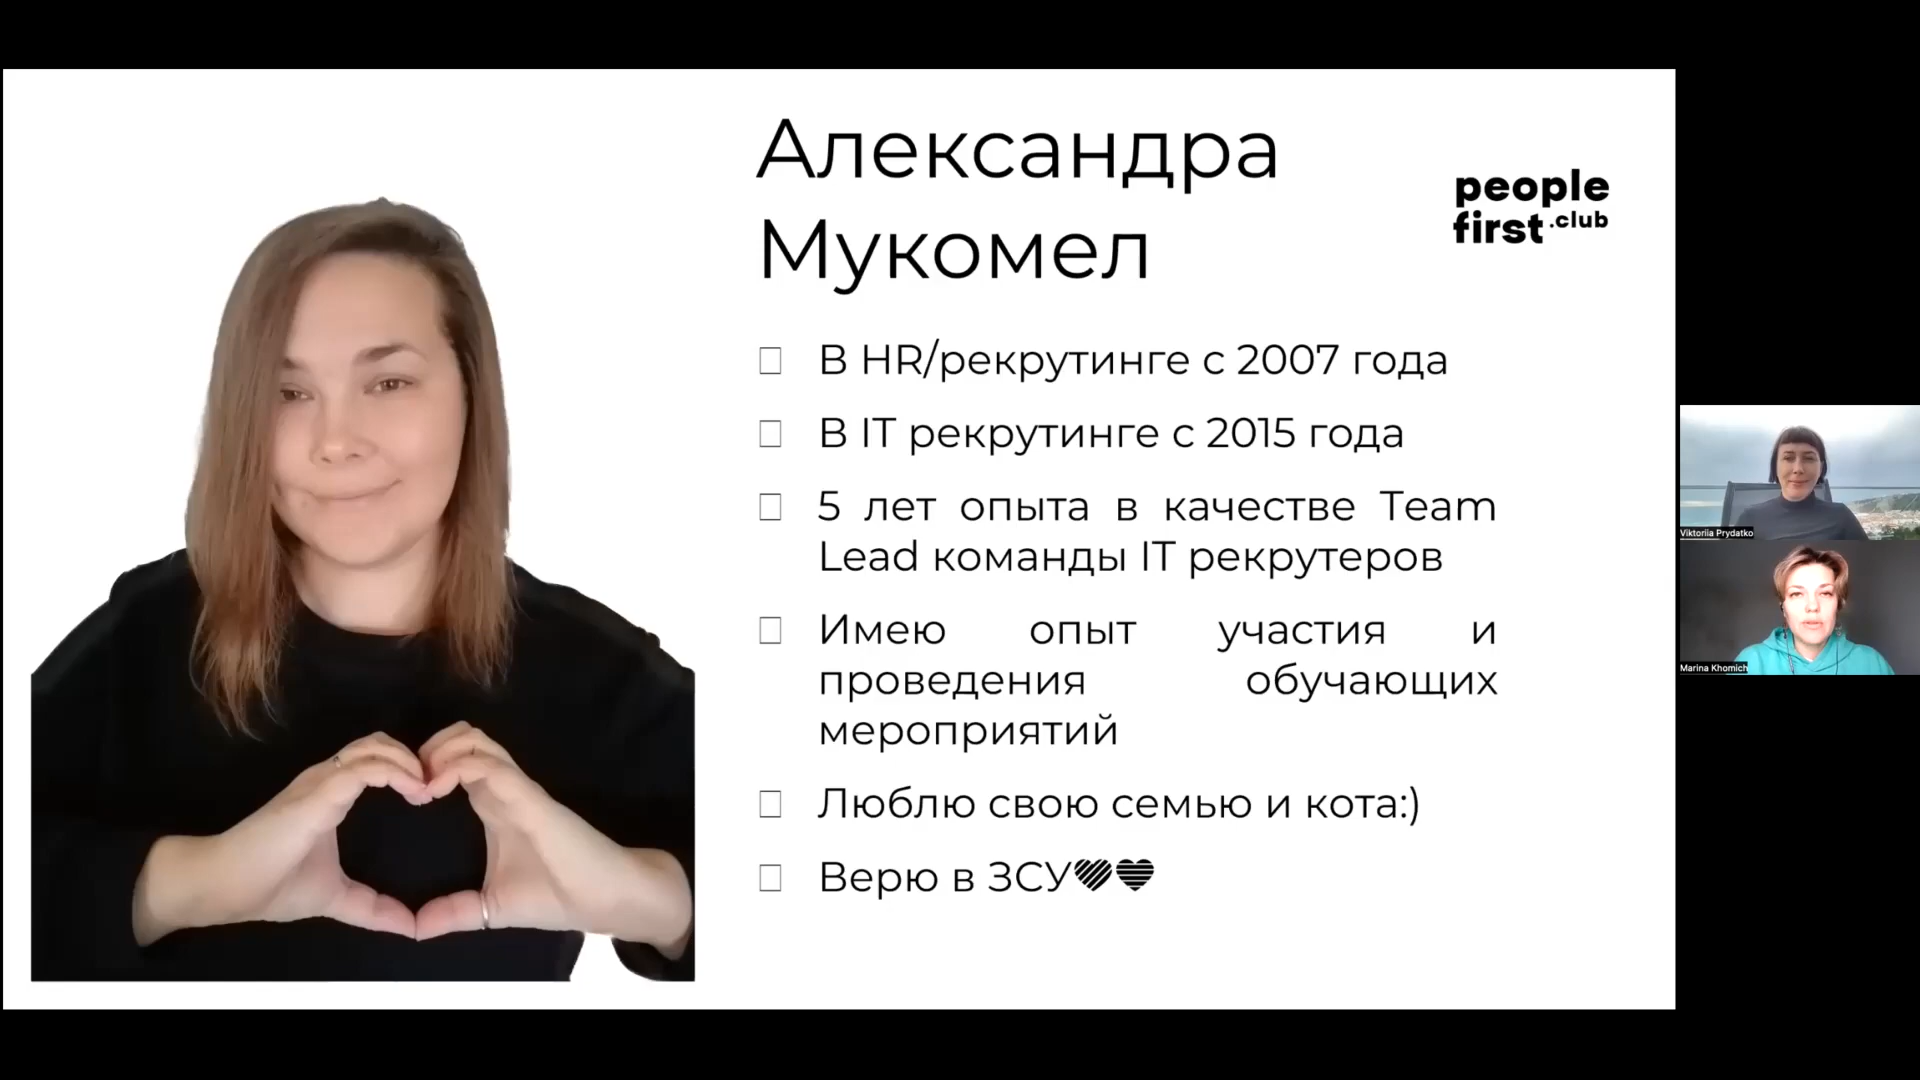 Александра
Мукомел
people
first .club
В HR/рекрутинге с 2007 года
В IT рекрутинге с 2015 года
5 лет опыта в качестве Team
Lead команды IT рекрутеров
Имею опыт участия и
проведения обучающих
мероприятий
Люблю свою семью и кота:)
Верю в ЗСУ
Viktoriia Prydatko
Marina Khomich